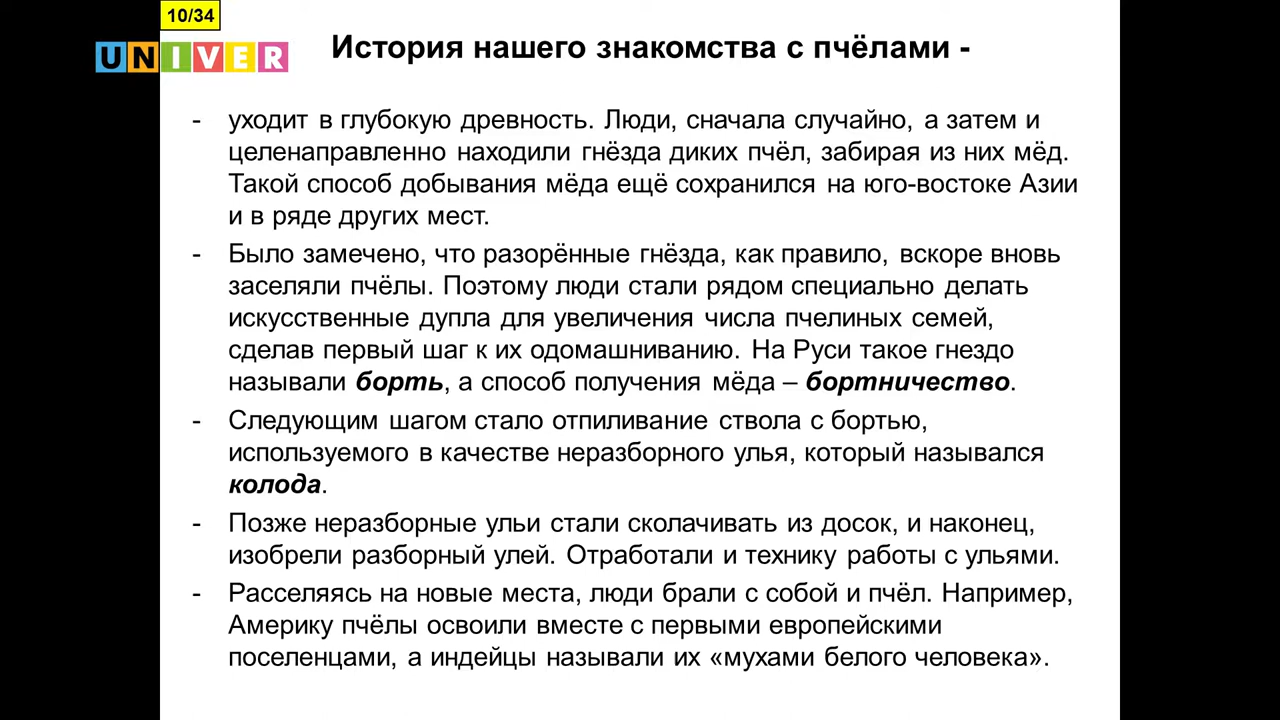 10/34
UNIVER
История нашего знакомства с пчёлами -
- уходит в глубокую древность. Люди, сначала случайно, а затем и
целенаправленно находили гнёзда диких пчёл, забирая из них мёд.
Такой способ добывания мёда ещё сохранился на юго-востоке Азии
и в ряде других мест.
- Было замечено, что разорённые гнёзда, как правило, вскоре вновь
заселяли пчёлы. Поэтому люди стали рядом специально делать
искусственные дупла для увеличения числа пчелиных семей,
сделав первый шаг к их одомашниванию. На Руси такое гнездо
называли борть, а способ получения мёда – бортничество.
- Следующим шагом стало отпиливание ствола с бортью,
используемого в качестве неразборного улья, который назывался
колода.
- Позже неразборные ульи стали сколачивать из досок, и наконец,
изобрели разборный улей. Отработали и технику работы с ульями.
- Расселяясь на новые места, люди брали с собой и пчёл. Например,
Америку пчёлы освоили вместе с первыми европейскими
поселенцами, а индейцы называли их «мухами белого человека».